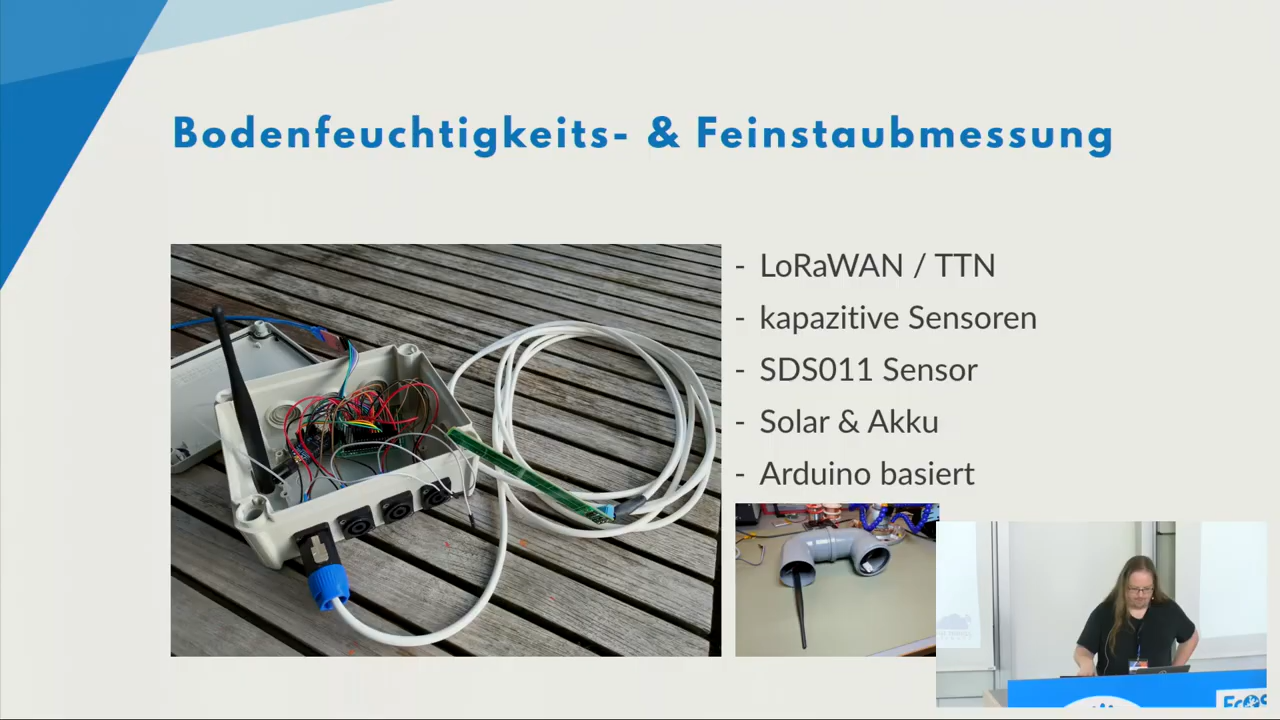 Bodenfeuchtigkeits- & Feinstaubmessung
- LoRaWAN / TTN
- kapazitive Sensoren
- SDS011 Sensor
- Solar & Akku
- Arduino basiert